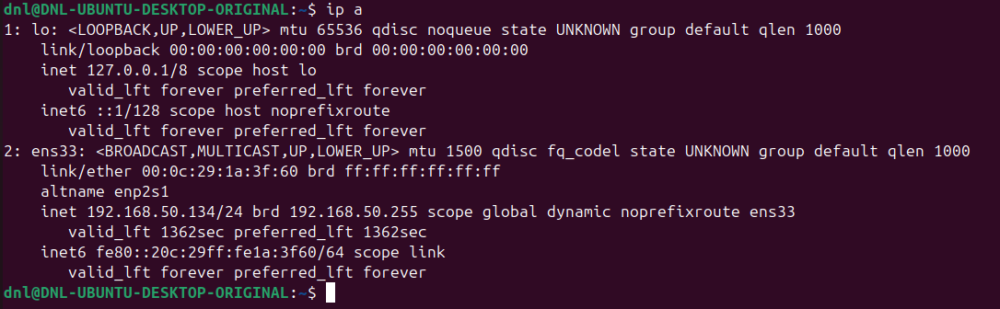 dnl@DNL-UBUNTU-DESKTOP-ORIGINAL:~$ ip a
1: lo: <LOOPBACK,UP,LOWER_UP> mtu 65536 qdisc noqueue state UNKNOWN group default qlen 1000
    link/loopback 00:00:00:00:00:00 brd 00:00:00:00:00:00
    inet 127.0.0.1/8 scope host lo
       valid_lft forever preferred_lft forever
    inet6 ::1/128 scope host noprefixroute
       valid_lft forever preferred_lft forever
2: ens33: <BROADCAST,MULTICAST,UP,LOWER_UP> mtu 1500 qdisc fq_codel state UNKNOWN group default qlen 1000
    link/ether 00:0c:29:1a:3f:60 brd ff:ff:ff:ff:ff:ff
    altname enp2s1
    inet 192.168.50.134/24 brd 192.168.50.255 scope global dynamic noprefixroute ens33
       valid_lft 1362sec preferred_lft 1362sec
    inet6 fe80::20c:29ff:fe1a:3f60/64 scope link
       valid_lft forever preferred_lft forever
dnl@DNL-UBUNTU-DESKTOP-ORIGINAL:~$